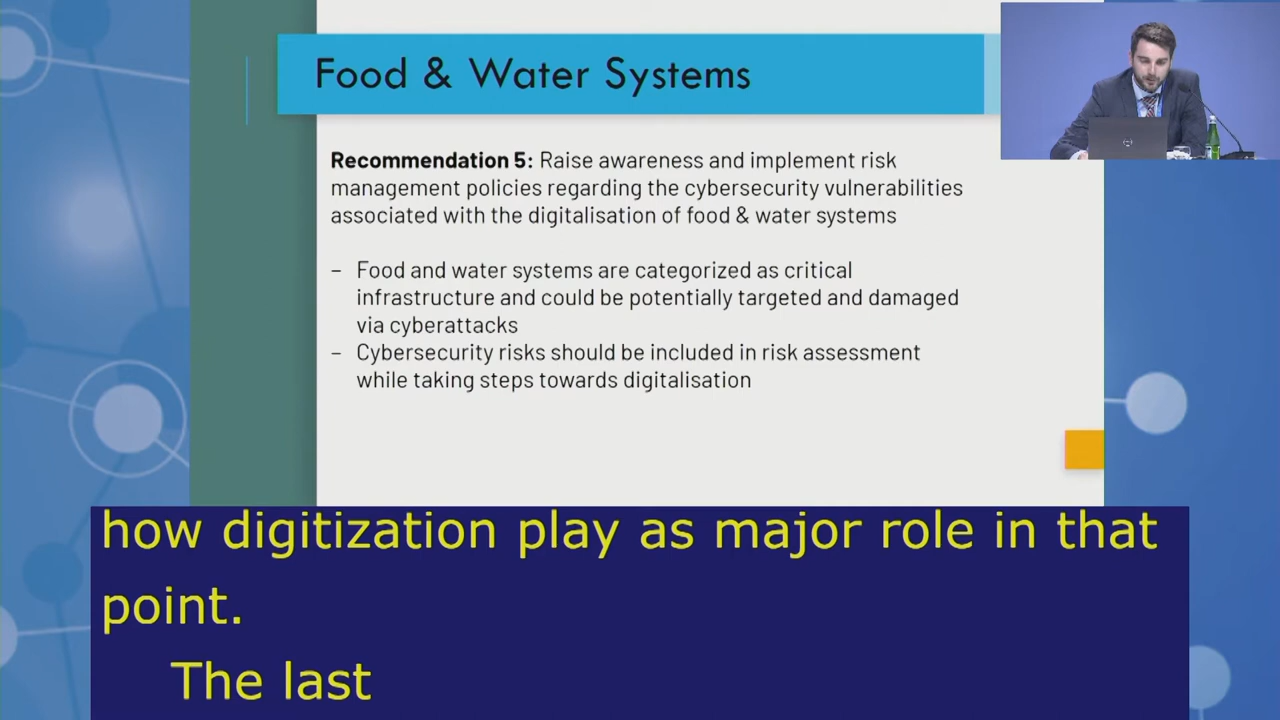 Food & Water Systems
Recommendation 5: Raise awareness and implement risk
management policies regarding the cybersecurity vulnerabilities
associated with the digitalisation of food & water systems
– Food and water systems are categorized as critical
infrastructure and could be potentially targeted and damaged
via cyberattacks
– Cybersecurity risks should be included in risk assessment
while taking steps towards digitalisation
how digitization play as major role in that
point.
The last